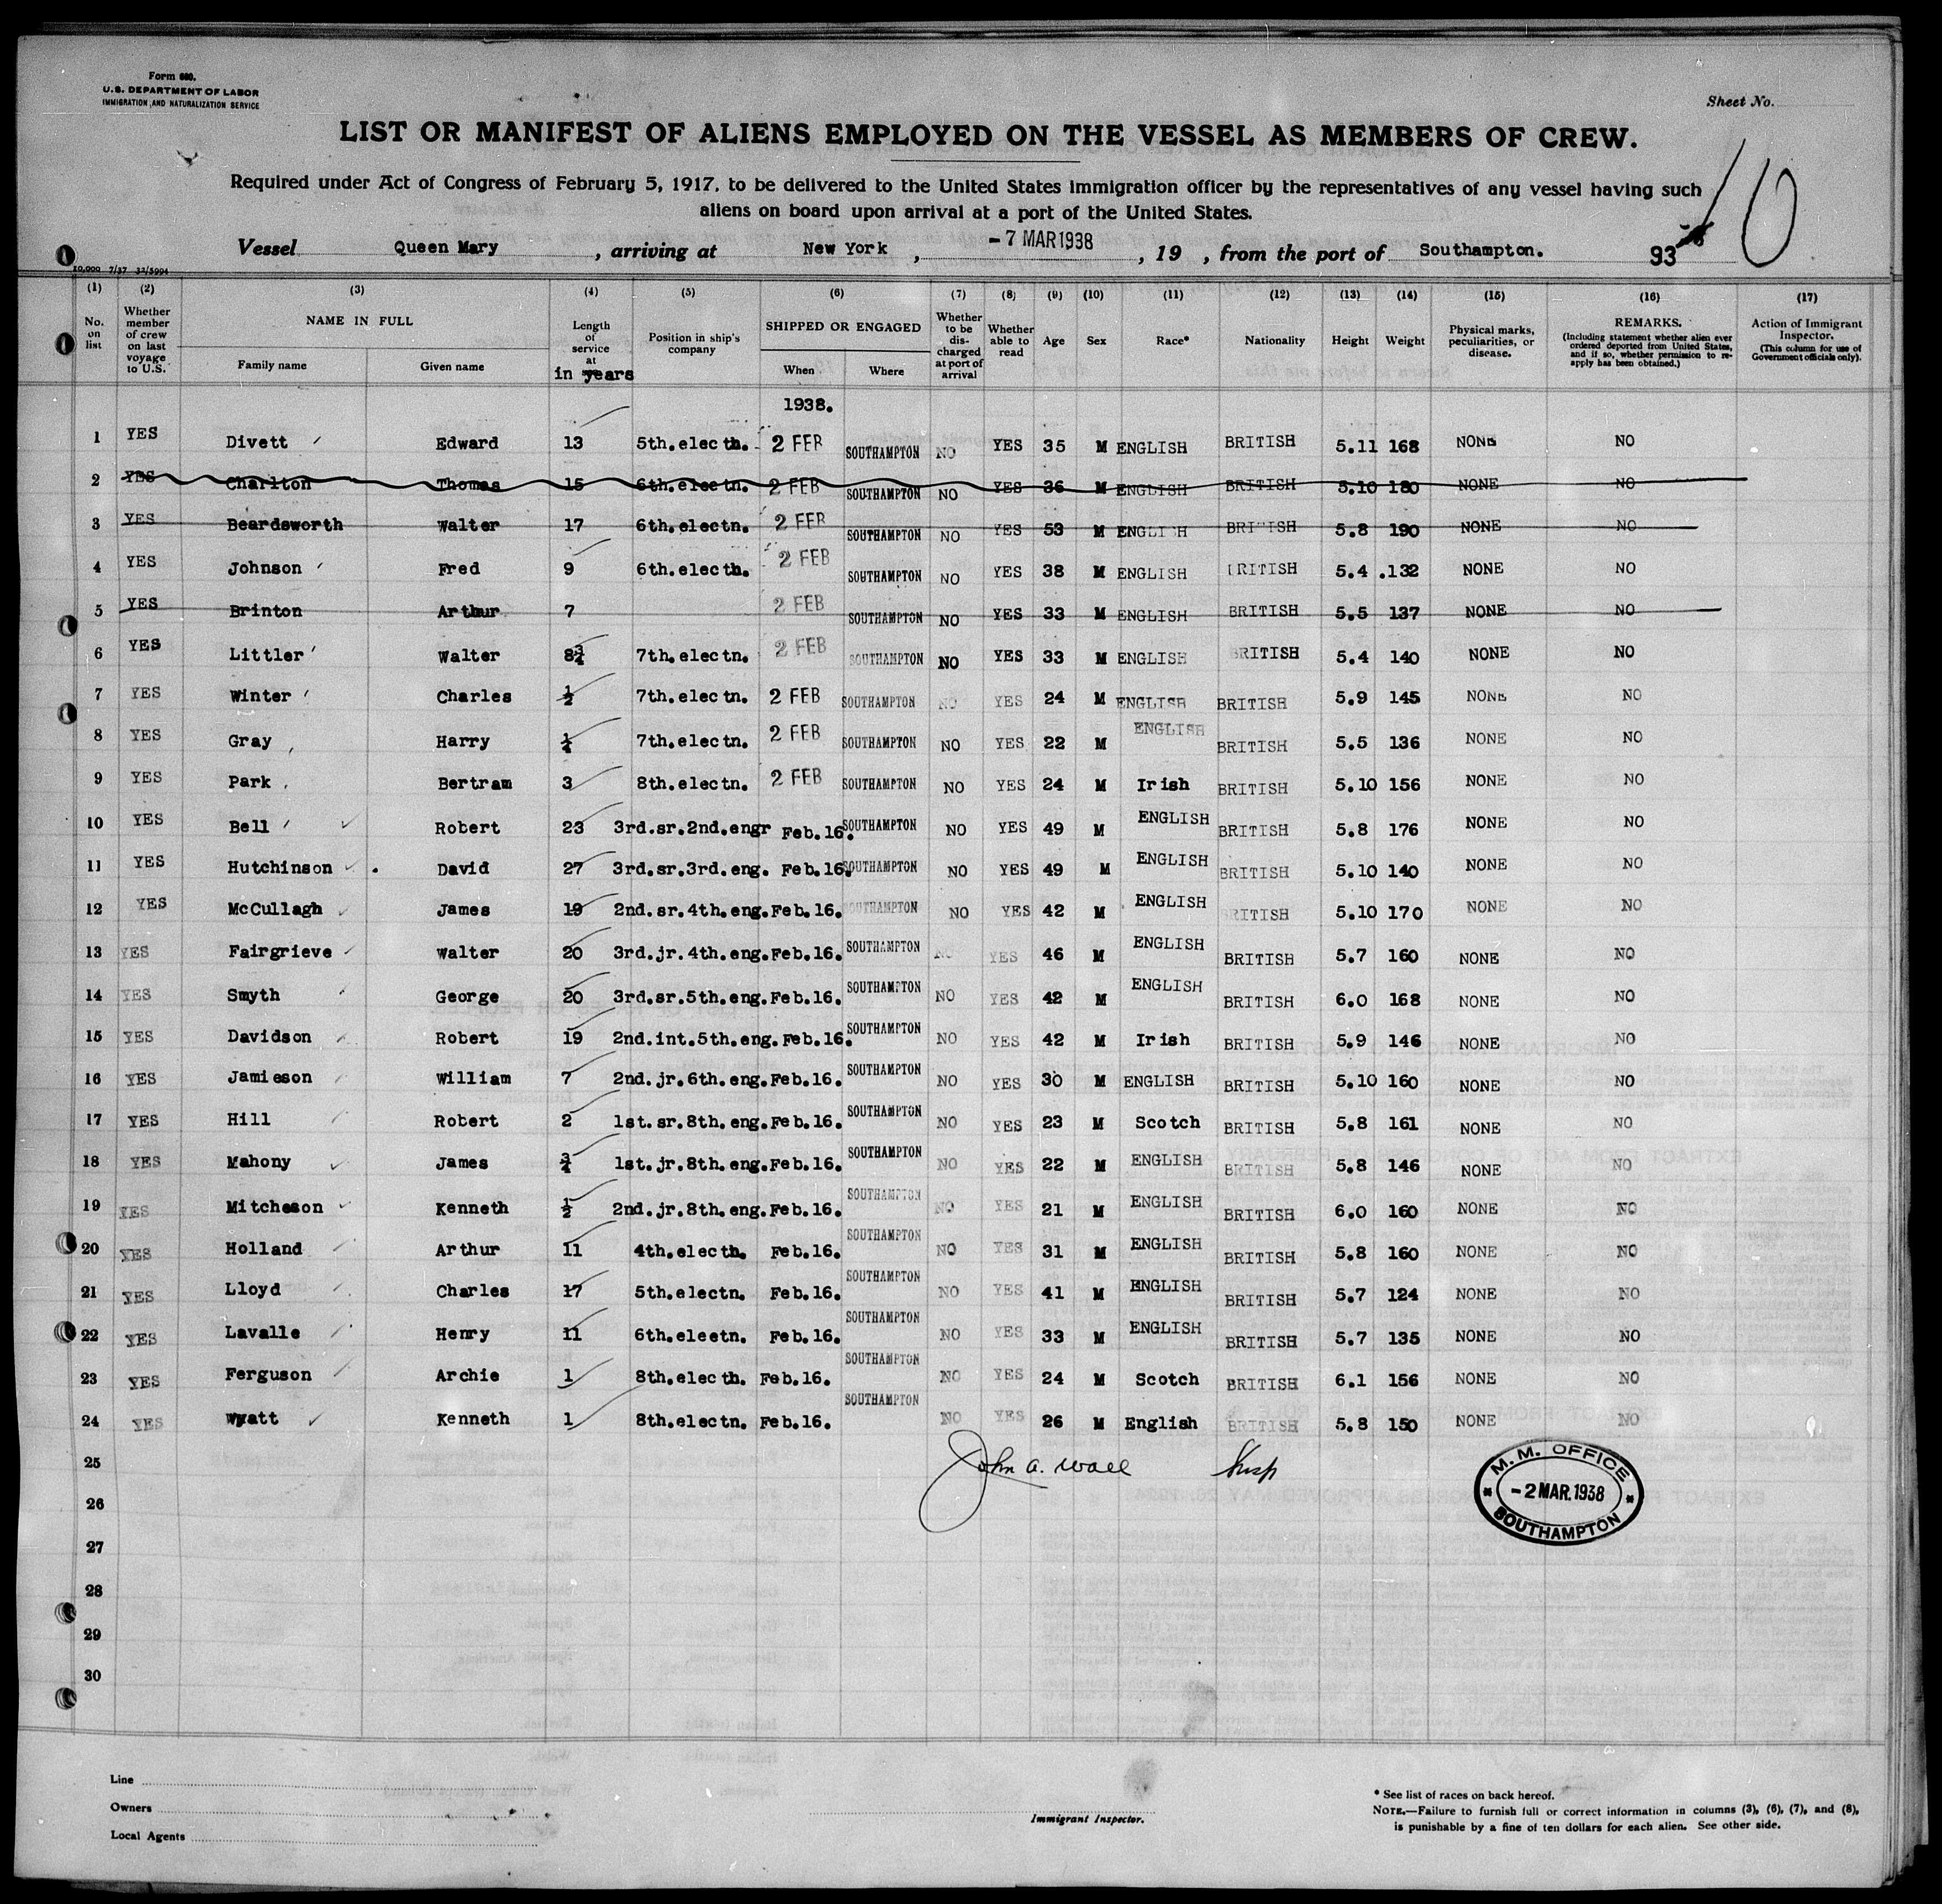 Form 680.
U.S. DEPARTMENT OF LABOR
IMMIGRATION AND NATURALIZATION SERVICE
Sheet No.
LIST OR MANIFEST OF ALIENS EMPLOYED ON THE VESSEL AS MEMBERS OF CREW.
Required under Act of Congress of February 5, 1917, to be delivered to the United States immigration officer by the representatives of any vessel having such
aliens on board upon arrival at a port of the United States.
10
Vessel Queen Mary, arriving at New York, -7 MAR 1938, 19 , from the port of Southampton. 93
10,000 7/37 32/5994
(1) (2) (3) (4) (5) (6) (7) (8) (9) (10) (11) (12) (13) (14) (15) (16) (17)
No. on list
Whether member of crew on last voyage to U.S.
NAME IN FULL
Family name
Given name
Length of service at
in years
Position in ship's company
SHIPPED OR ENGAGED
When
Where
Whether to be discharged at port of arrival
Whether able to read
Age
Sex
Race*
Nationality
Height
Weight
Physical marks, peculiarities, or disease.
REMARKS.
(Including statement whether alien ever ordered deported from United States, and if so, whether permission to reapply has been obtained.)
Action of Immigrant Inspector.
(This column for use of Government officials only).
1938.
1 YES Divett Edward 13 5th.electn. 2 FEB SOUTHAMPTON NO YES 35 M ENGLISH BRITISH 5.11 168 NONE NO
2 YES Charlton Thomas 15 6th.electn. 2 FEB SOUTHAMPTON NO YES 36 M ENGLISH BRITISH 5.10 180 NONE NO
3 YES Beardsworth Walter 17 6th.electn. 2 FEB SOUTHAMPTON NO YES 53 M ENGLISH BRITISH 5.8 190 NONE NO
4 YES Johnson Fred 9 6th.electn. 2 FEB SOUTHAMPTON NO YES 38 M ENGLISH BRITISH 5.4 .132 NONE NO
5 YES Brinton Arthur 7 2 FEB SOUTHAMPTON NO YES 33 M ENGLISH BRITISH 5.5 137 NONE NO
6 YES Littler Walter 8¾ 7th.electn. 2 FEB SOUTHAMPTON NO YES 33 M ENGLISH BRITISH 5.4 140 NONE NO
7 YES Winter Charles ½ 7th.electn. 2 FEB SOUTHAMPTON NO YES 24 M ENGLISH BRITISH 5.9 145 NONE NO
8 YES Gray Harry ¼ 7th.electn. 2 FEB SOUTHAMPTON NO YES 22 M ENGLISH BRITISH 5.5 136 NONE NO
9 YES Park Bertram 3 8th.electn. 2 FEB SOUTHAMPTON NO YES 24 M Irish BRITISH 5.10 156 NONE NO
10 YES Bell Robert 23 3rd.sr.2nd.engr Feb.16. SOUTHAMPTON NO YES 49 M ENGLISH BRITISH 5.8 176 NONE NO
11 YES Hutchinson David 27 3rd.sr.3rd.eng. Feb.16. SOUTHAMPTON NO YES 49 M ENGLISH BRITISH 5.10 140 NONE NO
12 YES McCullagh James 19 2nd.sr.4th.eng. Feb.16. SOUTHAMPTON NO YES 42 M ENGLISH BRITISH 5.10 170 NONE NO
13 YES Fairgrieve Walter 20 3rd.jr.4th.eng. Feb.16. SOUTHAMPTON NO YES 46 M ENGLISH BRITISH 5.7 160 NONE NO
14 YES Smyth George 20 3rd.sr.5th.eng. Feb.16. SOUTHAMPTON NO YES 42 M ENGLISH BRITISH 6.0 168 NONE NO
15 YES Davidson Robert 19 2nd.int.5th.eng. Feb.16. SOUTHAMPTON NO YES 42 M Irish BRITISH 5.9 146 NONE NO
16 YES Jamieson William 7 2nd.jr.6th.eng. Feb.16. SOUTHAMPTON NO YES 30 M ENGLISH BRITISH 5.10 160 NONE NO
17 YES Hill Robert 2 1st.sr.8th.eng. Feb.16. SOUTHAMPTON NO YES 23 M Scotch BRITISH 5.8 161 NONE NO
18 YES Mahony James ¾ 1st.jr.8th.eng. Feb.16. SOUTHAMPTON NO YES 22 M ENGLISH BRITISH 5.8 146 NONE NO
19 YES Mitcheson Kenneth ½ 2nd.jr.8th.eng. Feb.16. SOUTHAMPTON NO YES 21 M ENGLISH BRITISH 6.0 160 NONE NO
20 YES Holland Arthur 11 4th.electn. Feb.16. SOUTHAMPTON NO YES 31 M ENGLISH BRITISH 5.8 160 NONE NO
21 YES Lloyd Charles 17 5th.electn. Feb.16. SOUTHAMPTON NO YES 41 M ENGLISH BRITISH 5.7 124 NONE NO
22 YES Lavalle Henry 11 6th.electn. Feb.16. SOUTHAMPTON NO YES 33 M ENGLISH BRITISH 5.7 135 NONE NO
23 YES Ferguson Archie 1 8th.electn. Feb.16. SOUTHAMPTON NO YES 24 M Scotch BRITISH 6.1 156 NONE NO
24 YES Wyatt Kenneth 1 8th.electn. Feb.16. SOUTHAMPTON NO YES 26 M English BRITISH 5.8 150 NONE NO
25 John A. Wall Insp
26
27
28
29
30
M. M. OFFICE
-2 MAR. 1938
SOUTHAMPTON
Line
Owners
Local Agents
Immigrant Inspector.
* See list of races on back hereof.
NOTE.—Failure to furnish full or correct information in columns (3), (6), (7), and (8),
is punishable by a fine of ten dollars for each alien. See other side.